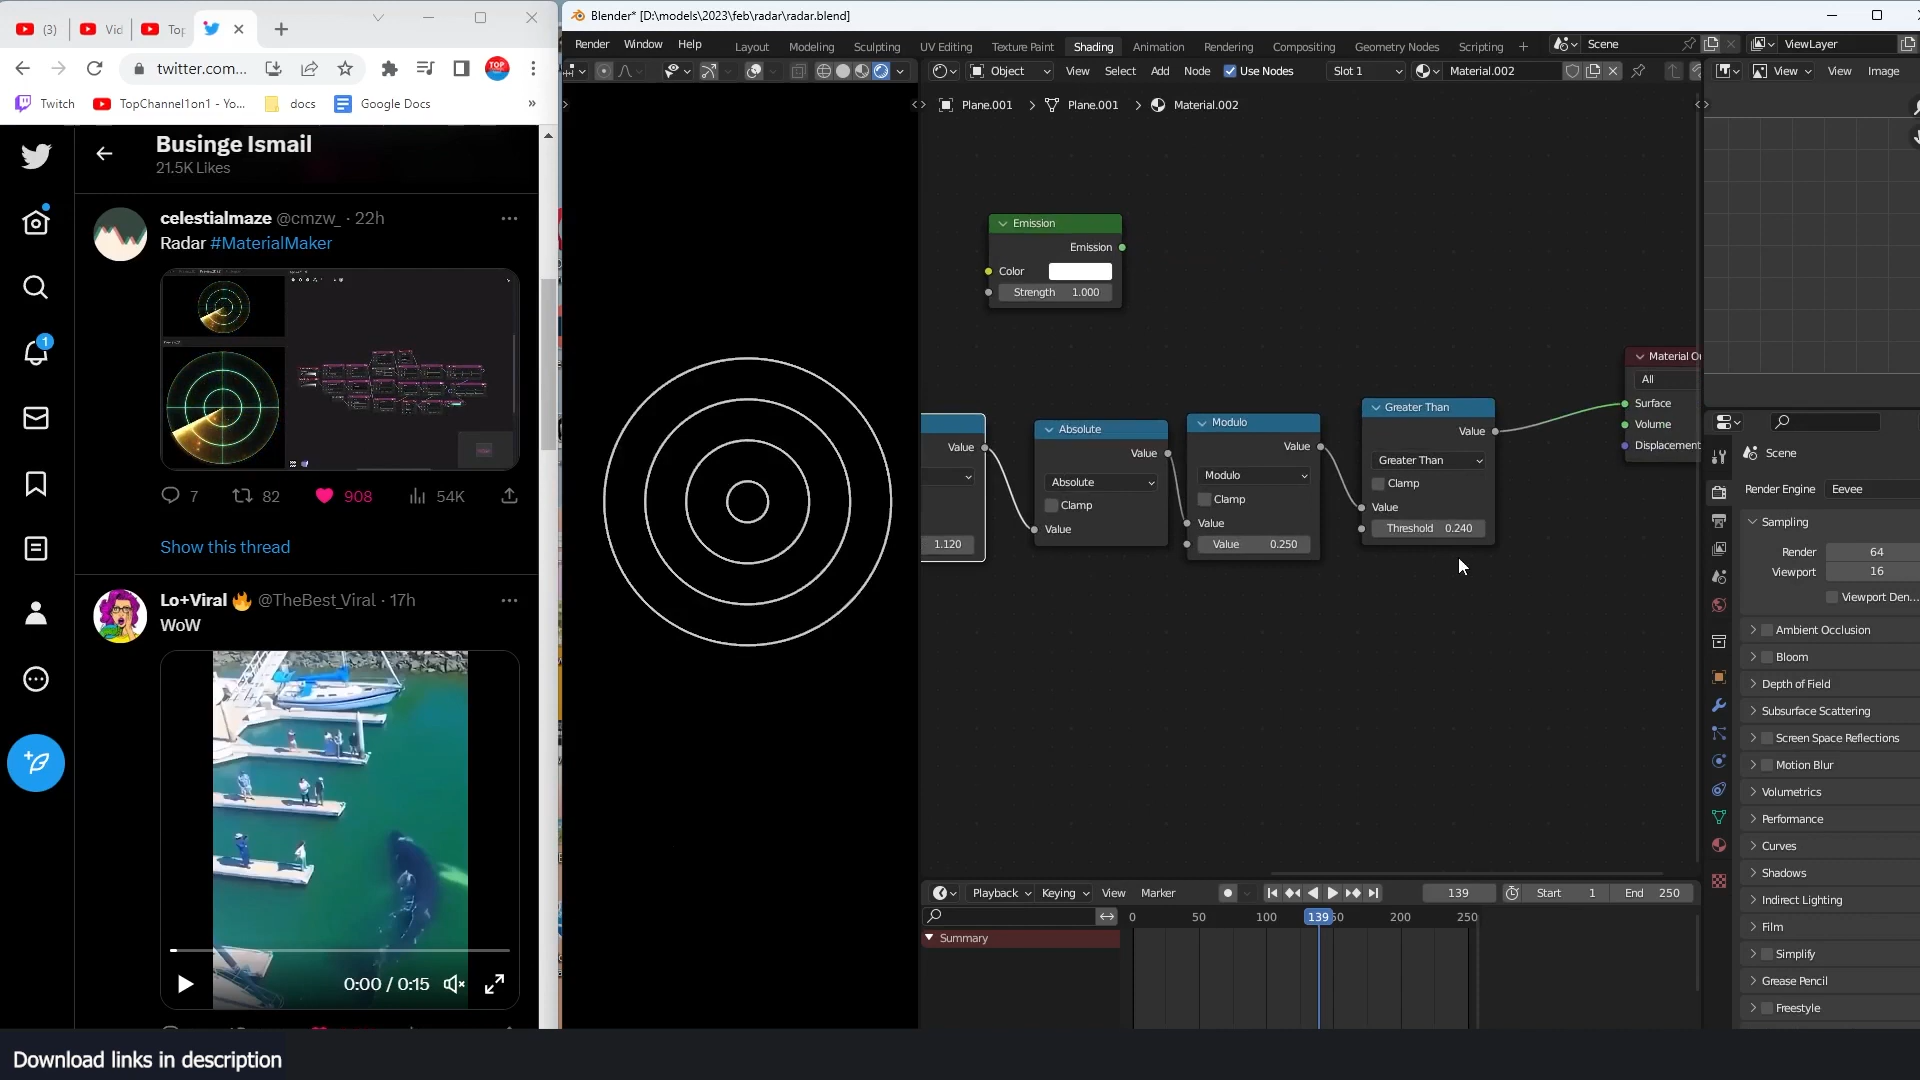 (3)
Vid
Top
twitter.com...
Twitch
TopChannel1on1 - Yo...
docs
Google Docs
»
Businge Ismail
21.5K Likes
celestialmaze @cmzw_ · 22h
Radar #MaterialMaker
7
82
908
54K
Show this thread
Lo+Viral @TheBest_Viral · 17h
WoW
0:00 / 0:15
1
Blender* [D:\models\2023\feb\radar\radar.blend]
Render
Window
Help
Layout
Modeling
Sculpting
UV Editing
Texture Paint
Shading
Animation
Rendering
Compositing
Geometry Nodes
Scripting
+
Scene
ViewLayer
Object
View
Select
Add
Node
Use Nodes
Slot 1
Material.002
View
View
Image
Plane.001
Plane.001
Material.002
Emission
Emission
Color
Strength 1.000
Value
1.120
Absolute
Value
Absolute
Clamp
Value
Modulo
Value
Modulo
Clamp
Value
Value 0.250
Greater Than
Value
Greater Than
Clamp
Value
Threshold 0.240
Material Ou
All
Surface
Volume
Displacement
Scene
Render Engine Eevee
Sampling
Render 64
Viewport 16
Viewport Den...
Ambient Occlusion
Bloom
Depth of Field
Subsurface Scattering
Screen Space Reflections
Motion Blur
Volumetrics
Performance
Curves
Shadows
Indirect Lighting
Film
Simplify
Grease Pencil
Freestyle
Playback
Keying
View
Marker
139
Start 1
End 250
0 50 100 139 50 200 250
Summary
Download links in description